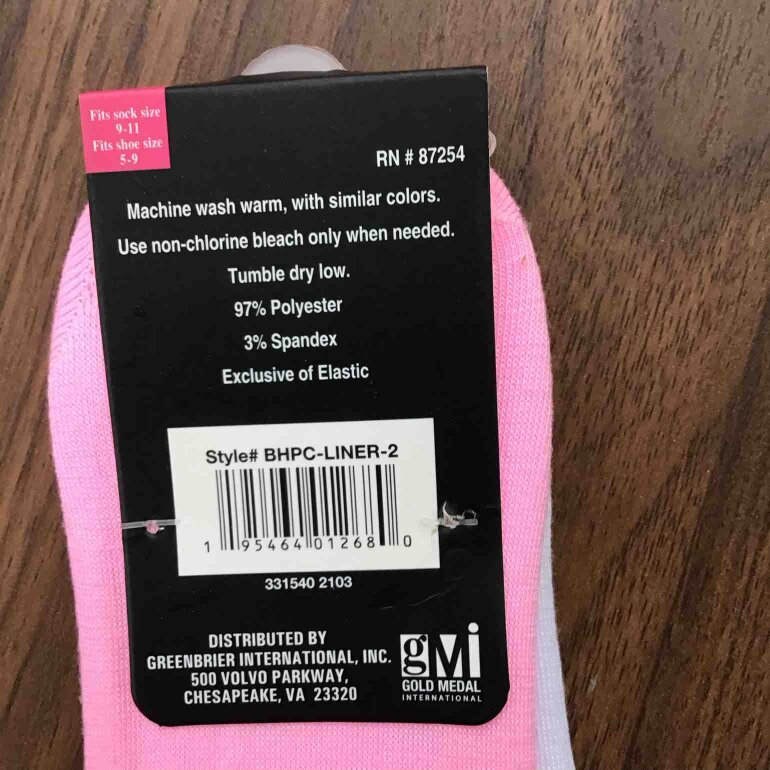 Fits sock size
9-11
Fits shoe size
5-9
RN # 87254
Machine wash warm, with similar colors.
Use non-chlorine bleach only when needed.
Tumble dry low.
97% Polyester
3% Spandex
Exclusive of Elastic
Style# BHPC-LINER-2
1 95464 01268 0
331540 2103
DISTRIBUTED BY
GREENBRIER INTERNATIONAL, INC.
500 VOLVO PARKWAY,
CHESAPEAKE, VA 23320
gMi
GOLD MEDAL
INTERNATIONAL